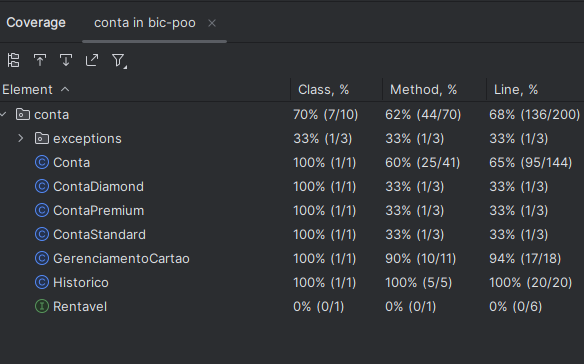 Coverage conta in bic-poo
Element Class, % Method, % Line, %
conta 70% (7/10) 62% (44/70) 68% (136/200)
exceptions 33% (1/3) 33% (1/3) 33% (1/3)
Conta 100% (1/1) 60% (25/41) 65% (95/144)
ContaDiamond 100% (1/1) 33% (1/3) 33% (1/3)
ContaPremium 100% (1/1) 33% (1/3) 33% (1/3)
ContaStandard 100% (1/1) 33% (1/3) 33% (1/3)
GerenciamentoCartao 100% (1/1) 90% (10/11) 94% (17/18)
Historico 100% (1/1) 100% (5/5) 100% (20/20)
Rentavel 0% (0/1) 0% (0/1) 0% (0/6)